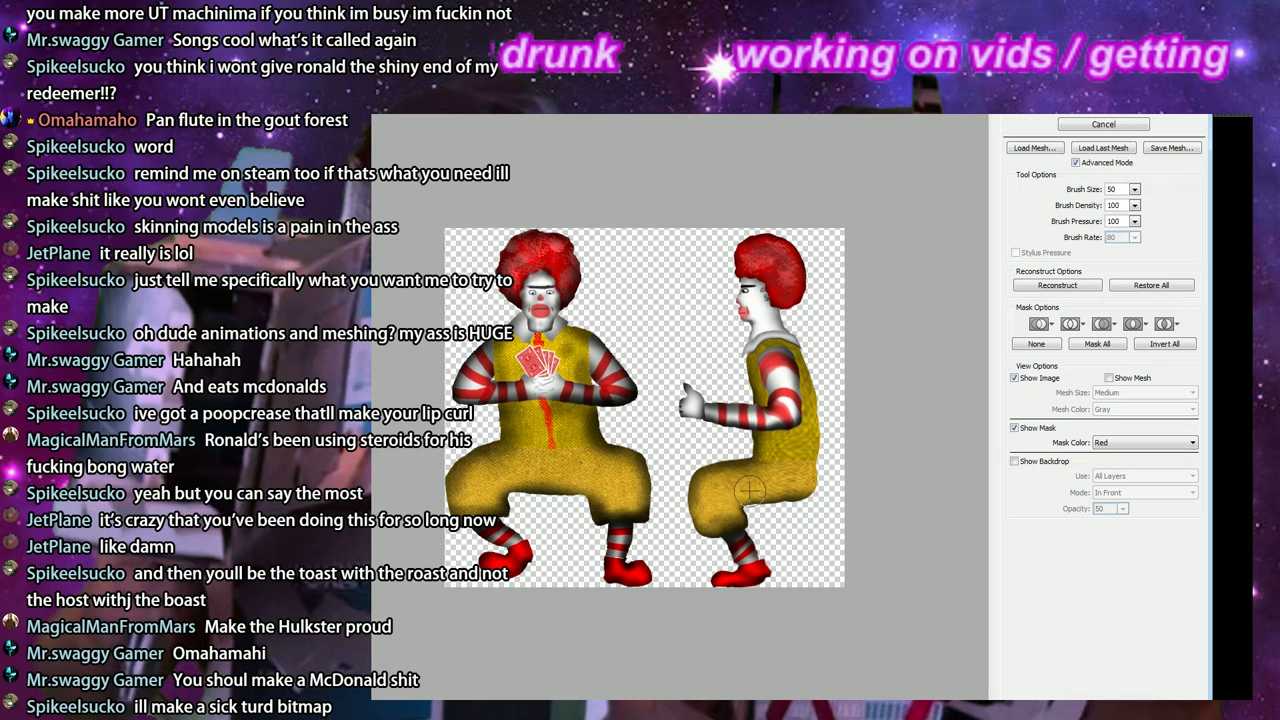 you make more UT machinima if you think im busy im fuckin not
Mr.swaggy Gamer Songs cool what's it called again
Spikeelsucko you think i wont give ronald the shiny end of my
redeemer!!?
Omahamaho Pan flute in the gout forest
Spikeelsucko word
Spikeelsucko remind me on steam too if thats what you need ill
make shit like you wont even believe
Spikeelsucko skinning models is a pain in the ass
JetPlane it really is lol
Spikeelsucko just tell me specifically what you want me to try to
make
Spikeelsucko oh dude animations and meshing? my ass is HUGE
Mr.swaggy Gamer Hahahah
Mr.swaggy Gamer And eats mcdonalds
Spikeelsucko ive got a poopcrease thatll make your lip curl
MagicalManFromMars Ronald's been using steroids for his
fucking bong water
Spikeelsucko yeah but you can say the most
JetPlane it's crazy that you've been doing this for so long now
JetPlane like damn
Spikeelsucko and then youll be the toast with the roast and not
the host withj the boast
MagicalManFromMars Make the Hulkster proud
Mr.swaggy Gamer Omahamahi
Mr.swaggy Gamer You shoul make a McDonald shit
Spikeelsucko ill make a sick turd bitmap
drunk working on vids / getting
Cancel
Load Mesh... Load Last Mesh Save Mesh...
Advanced Mode
Tool Options
Brush Size: 50
Brush Density: 100
Brush Pressure: 100
Brush Rate: 80
Stylus Pressure
Reconstruct Options
Reconstruct Restore All
Mask Options
None Mask All Invert All
View Options
Show Image Show Mesh
Mesh Size: Medium
Mesh Color: Gray
Show Mask
Mask Color: Red
Show Backdrop
Use: All Layers
Mode: In Front
Opacity: 50